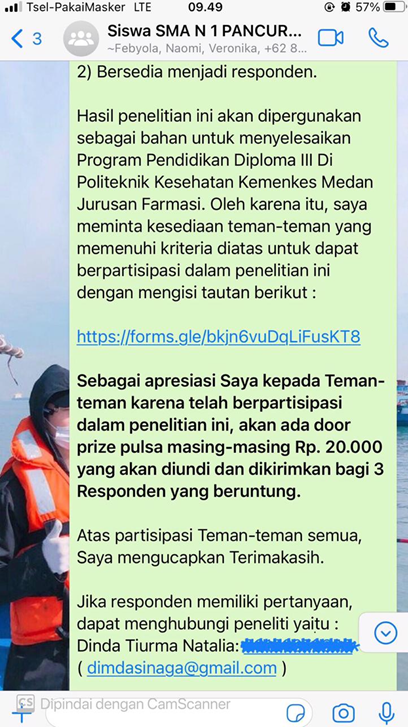 Tsel-PakaiMasker LTE 09.49 57%
3 Siswa SMA N 1 PANCUR...
~Febyola, Naomi, Veronika, +62 8...
2) Bersedia menjadi responden.
Hasil penelitian ini akan dipergunakan
sebagai bahan untuk menyelesaikan
Program Pendidikan Diploma III Di
Politeknik Kesehatan Kemenkes Medan
Jurusan Farmasi. Oleh karena itu, saya
meminta kesediaan teman-teman yang
memenuhi kriteria diatas untuk dapat
berpartisipasi dalam penelitian ini
dengan mengisi tautan berikut :
https://forms.gle/bkjn6vuDqLiFusKT8
Sebagai apresiasi Saya kepada Teman-
teman karena telah berpartisipasi
dalam penelitian ini, akan ada door
prize pulsa masing-masing Rp. 20.000
yang akan diundi dan dikirimkan bagi 3
Responden yang beruntung.
Atas partisipasi Teman-teman semua,
Saya mengucapkan Terimakasih.
Jika responden memiliki pertanyaan,
dapat menghubungi peneliti yaitu :
Dinda Tiurma Natalia:
( dimdasinaga@gmail.com )
CS Dipindai dengan CamScanner